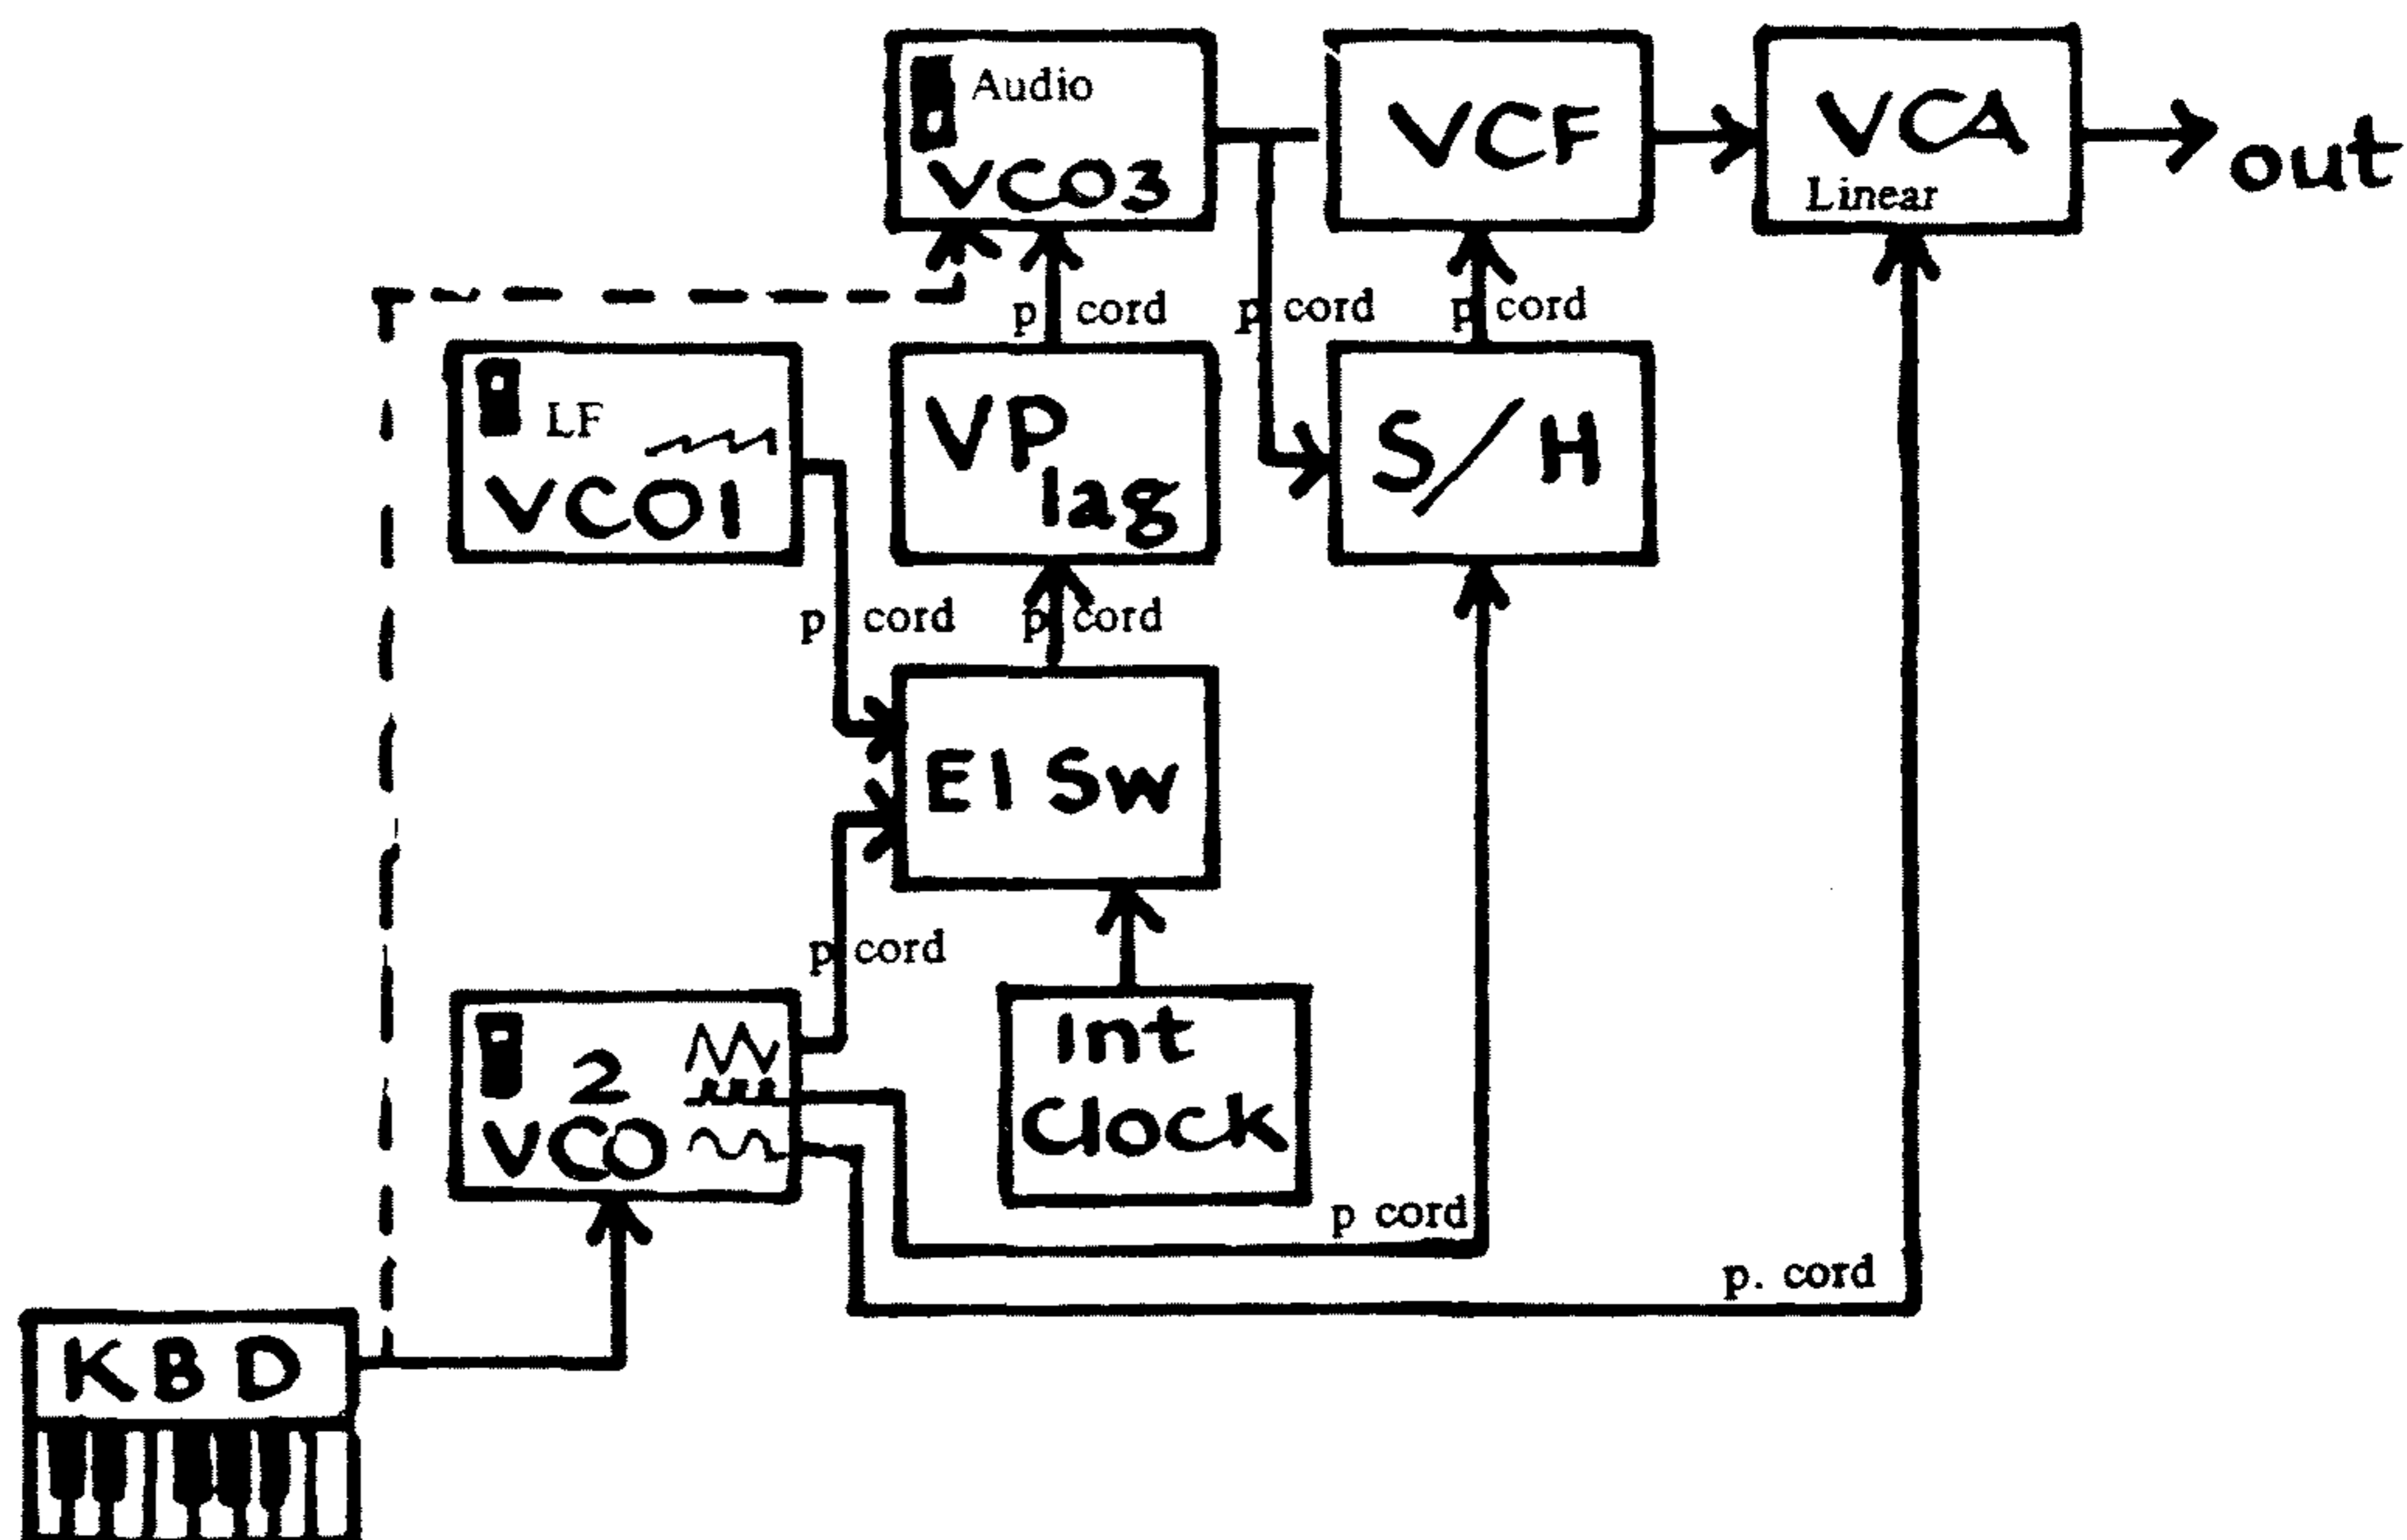 Audio
VCO3
VCF
VCA
Linear
out
p cord
p cord
p cord
LF
VCO1
VP
lag
S/H
p cord
p cord
El Sw
p cord
2
VCO
Int
Clock
p cord
p. cord
KBD